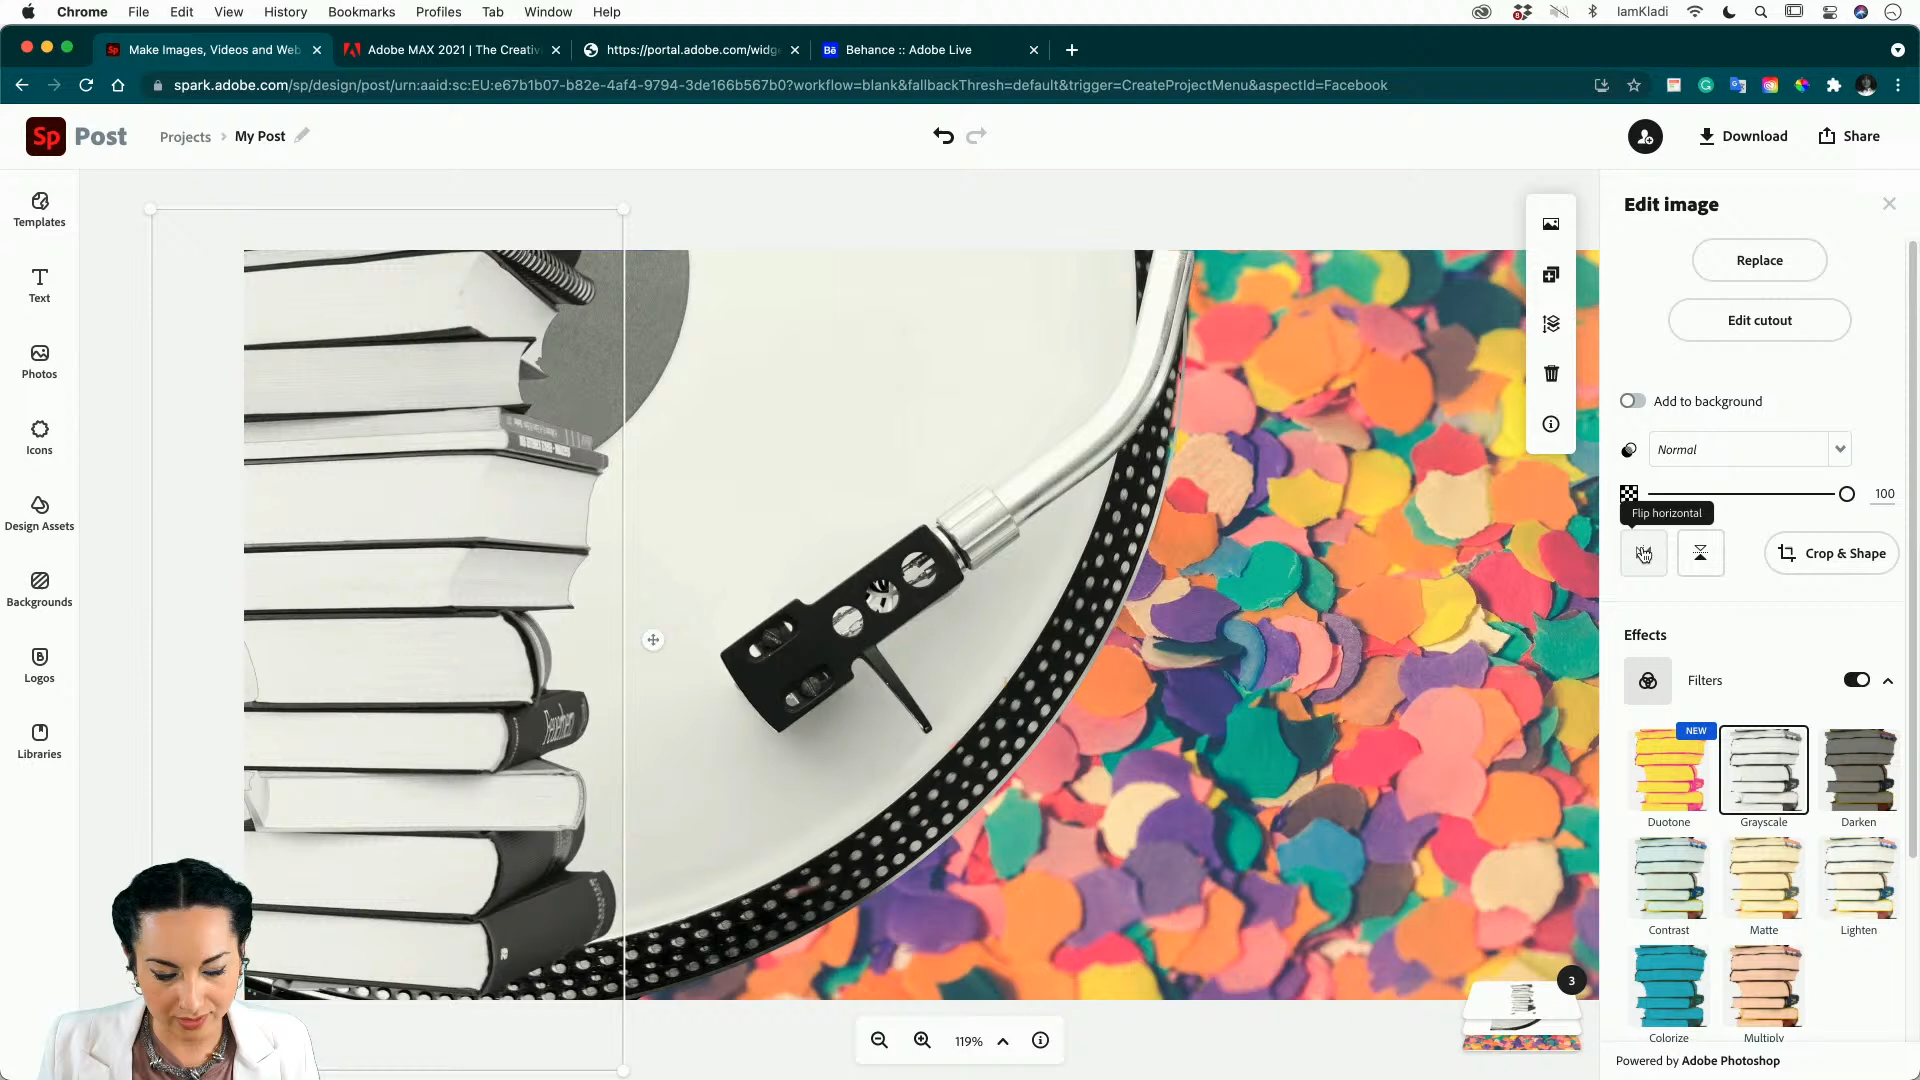 Chrome File Edit View History Bookmarks Profiles Tab Window Help
8
IamKladi
Sp Make Images, Videos and Web
Adobe MAX 2021 | The Creativ
https://portal.adobe.com/widg
Bē Behance :: Adobe Live
spark.adobe.com/sp/design/post/urn:aaid:sc:EU:e67b1b07-b82e-4af4-9794-3de166b567b0?workflow=blank&fallbackThresh=default&trigger=CreateProjectMenu&aspectId=Facebook
Sp Post
Projects > My Post
Download
Share
Templates
Text
Photos
Icons
Design Assets
Backgrounds
Logos
Libraries
Edit image
Replace
Edit cutout
Add to background
Normal
100
Flip horizontal
Crop & Shape
Effects
Filters
NEW
Duotone
Grayscale
Darken
Contrast
Matte
Lighten
Colorize
Multiply
3
119%
Powered by Adobe Photoshop